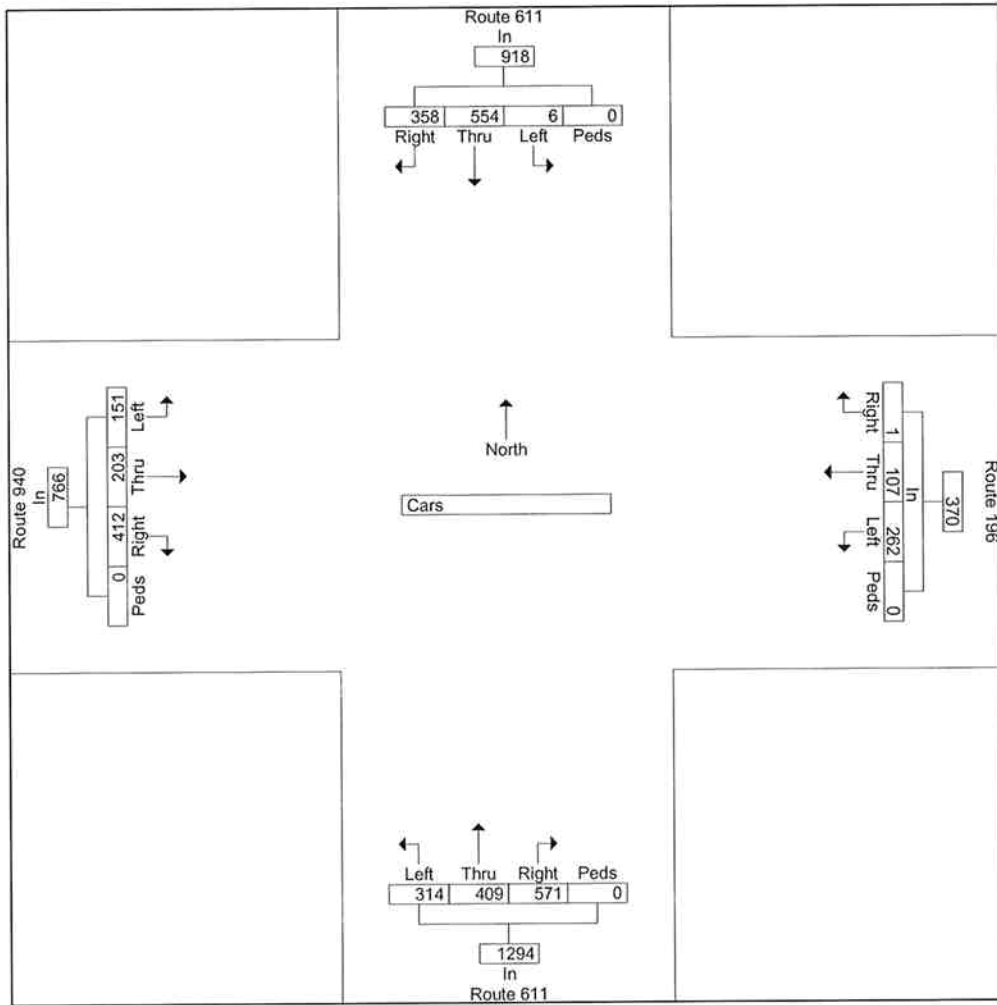 Route 611
In
918
358 554 6 0
Right Thru Left Peds
Route 940
In
766
151 203 412 0
Left Thru Right Peds
North
Cars
Route 196
In
370
1 107 262 0
Right Thru Left Peds
Left Thru Right Peds
314 409 571 0
1294
In
Route 611